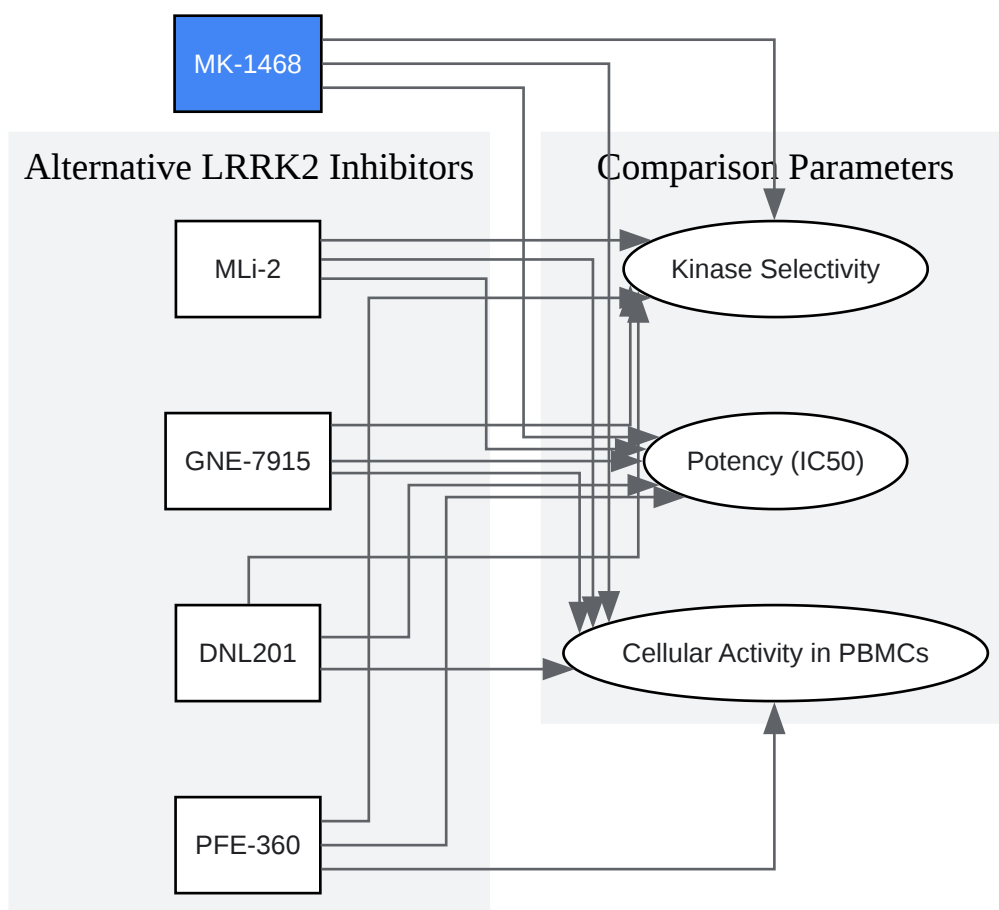 MK-1468
Alternative LRRK2 Inhibitors
Comparison Parameters
MLi-2
Kinase Selectivity
GNE-7915
Potency (IC50)
DNL201
Cellular Activity in PBMCs
PFE-360